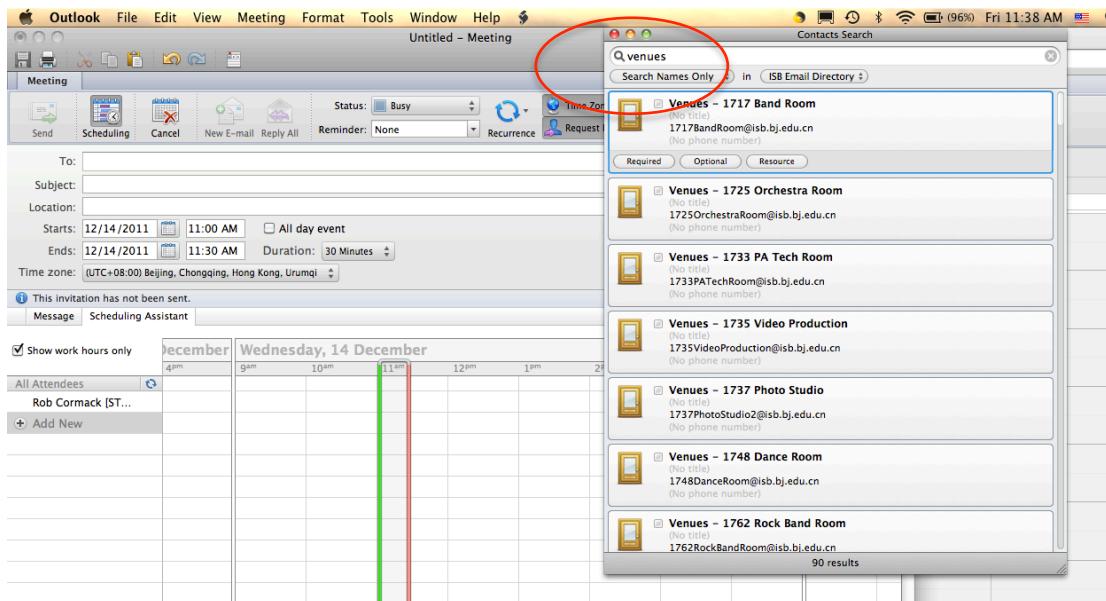 Outlook File Edit View Meeting Format Tools Window Help (96%) Fri 11:38 AM
Untitled – Meeting
Meeting
Send
Scheduling
Cancel
New E-mail
Reply All
Status: Busy
Reminder: None
Recurrence
Time Zon
Request
To:
Subject:
Location:
Starts: 12/14/2011 11:00 AM All day event
Ends: 12/14/2011 11:30 AM Duration: 30 Minutes
Time zone: (UTC+08:00) Beijing, Chongqing, Hong Kong, Urumqi
This invitation has not been sent.
Message Scheduling Assistant
Show work hours only
December Wednesday, 14 December
4pm 9am 10am 11am 12pm 1pm
All Attendees
Rob Cormack [ST...
Add New
Contacts Search
venues
Search Names Only in ISB Email Directory
Venues – 1717 Band Room
(No title)
1717BandRoom@isb.bj.edu.cn
(No phone number)
Required Optional Resource
Venues – 1725 Orchestra Room
(No title)
1725OrchestraRoom@isb.bj.edu.cn
(No phone number)
Venues – 1733 PA Tech Room
(No title)
1733PATechRoom@isb.bj.edu.cn
(No phone number)
Venues – 1735 Video Production
(No title)
1735VideoProduction@isb.bj.edu.cn
(No phone number)
Venues – 1737 Photo Studio
(No title)
1737PhotoStudio2@isb.bj.edu.cn
(No phone number)
Venues – 1748 Dance Room
(No title)
1748DanceRoom@isb.bj.edu.cn
(No phone number)
Venues – 1762 Rock Band Room
(No title)
1762RockBandRoom@isb.bj.edu.cn
90 results